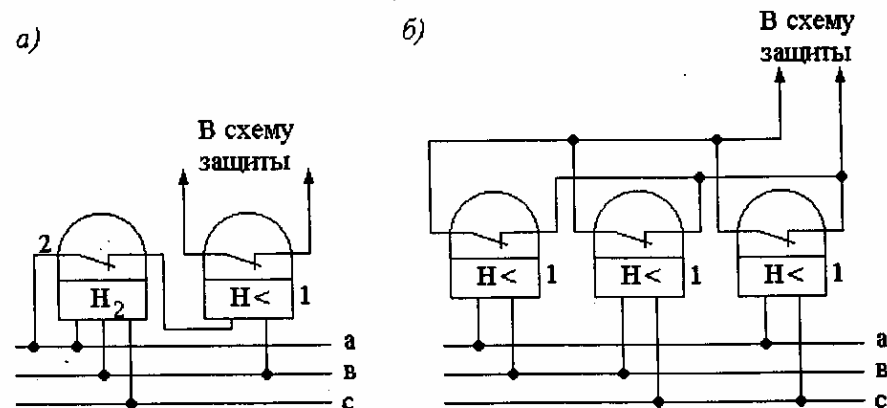 а)
В схему
защиты
2
Н2
Н<
1
а
в
с
б)
В схему
защиты
Н<
1
Н<
1
Н<
1
а
в
с